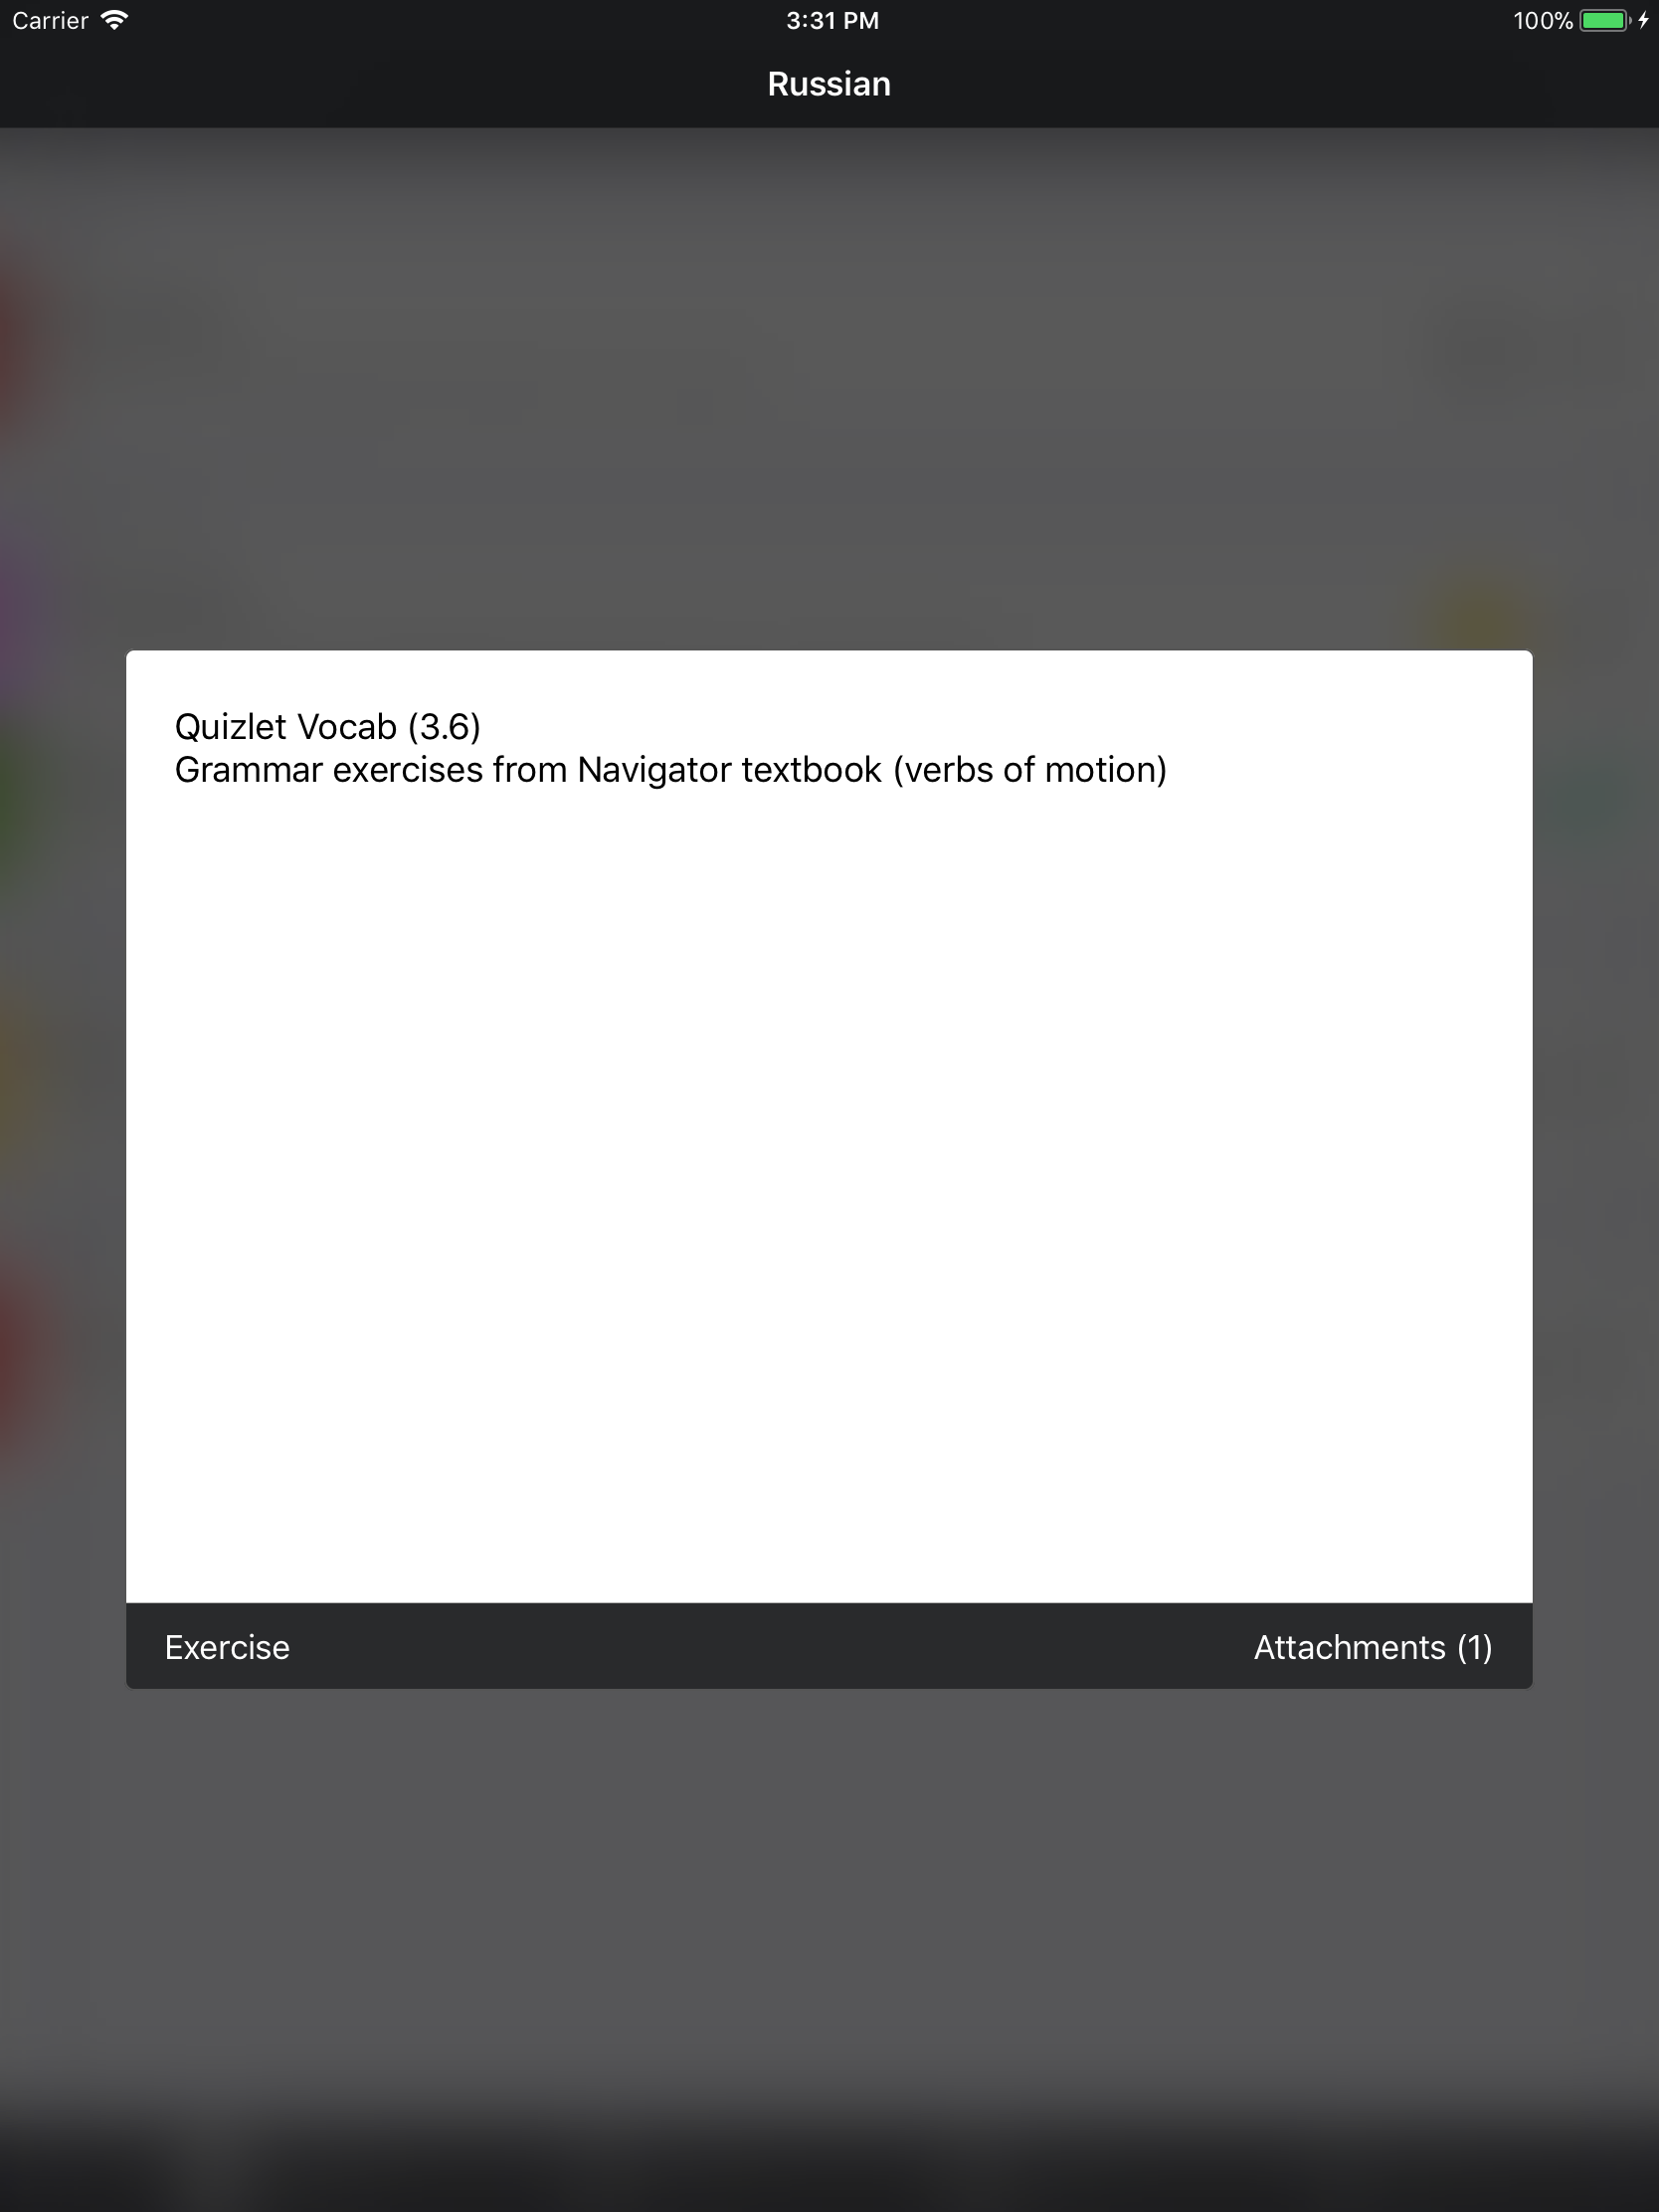 Carrier 3:31 PM 100%
Russian
Quizlet Vocab (3.6)
Grammar exercises from Navigator textbook (verbs of motion)
Exercise Attachments (1)